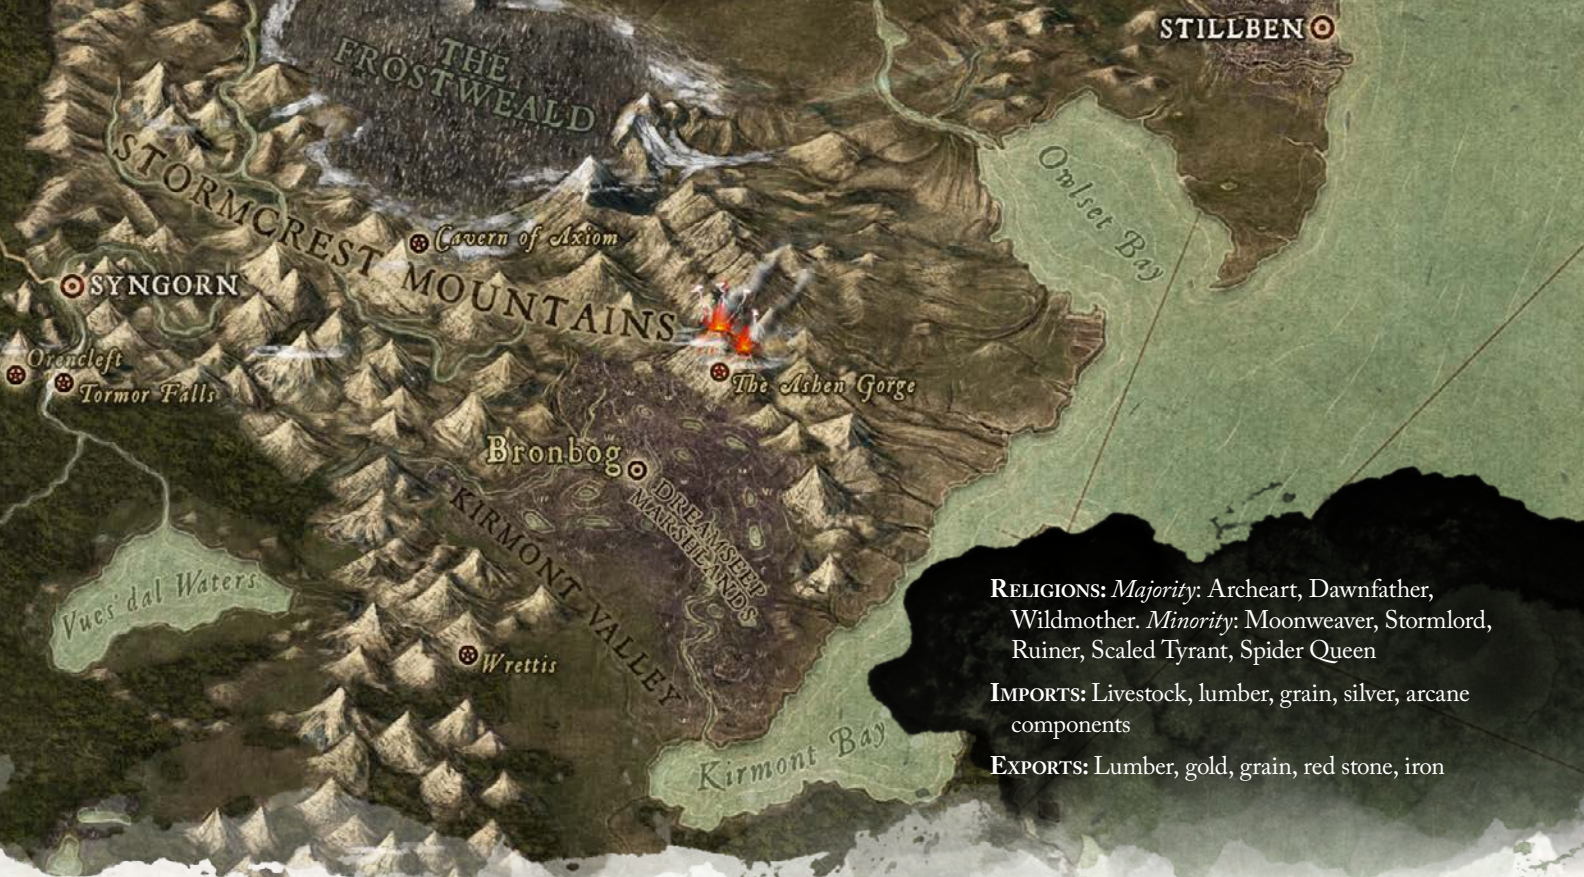 STILLBEN
THE
FROSTWEALD
Owlset Bay
STORMCREST MOUNTAINS
Cavern of Axiom
SYNGORN
Orencleft
Tormor Falls
The Ashen Gorge
Bronbog
DREAMSEEP
MARSHLANDS
KIRMONT VALLEY
Vues'dal Waters
Wrettis
Kirmont Bay
RELIGIONS: Majority: Archeart, Dawnfather,
Wildmother. Minority: Moonweaver, Stormlord,
Ruiner, Scaled Tyrant, Spider Queen
IMPORTS: Livestock, lumber, grain, silver, arcane
components
EXPORTS: Lumber, gold, grain, red stone, iron